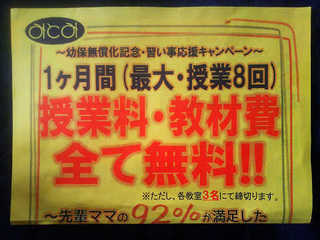 みとみ
～幼保無償化記念・習い事応援キャンペーン～
1ヶ月間（最大・授業8回）
授業料・教材費
全て無料!!
※ただし、各教室3名にて締切ります。
～先輩ママの92%が満足した